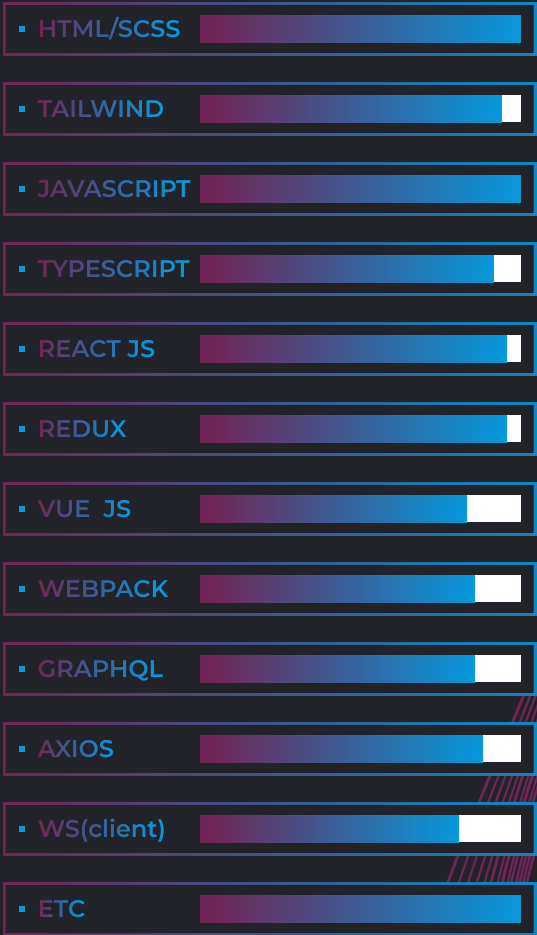 HTML/SCSS
TAILWIND
JAVASCRIPT
TYPESCRIPT
REACT JS
REDUX
VUE JS
WEBPACK
GRAPHQL
AXIOS
WS(client)
ETC